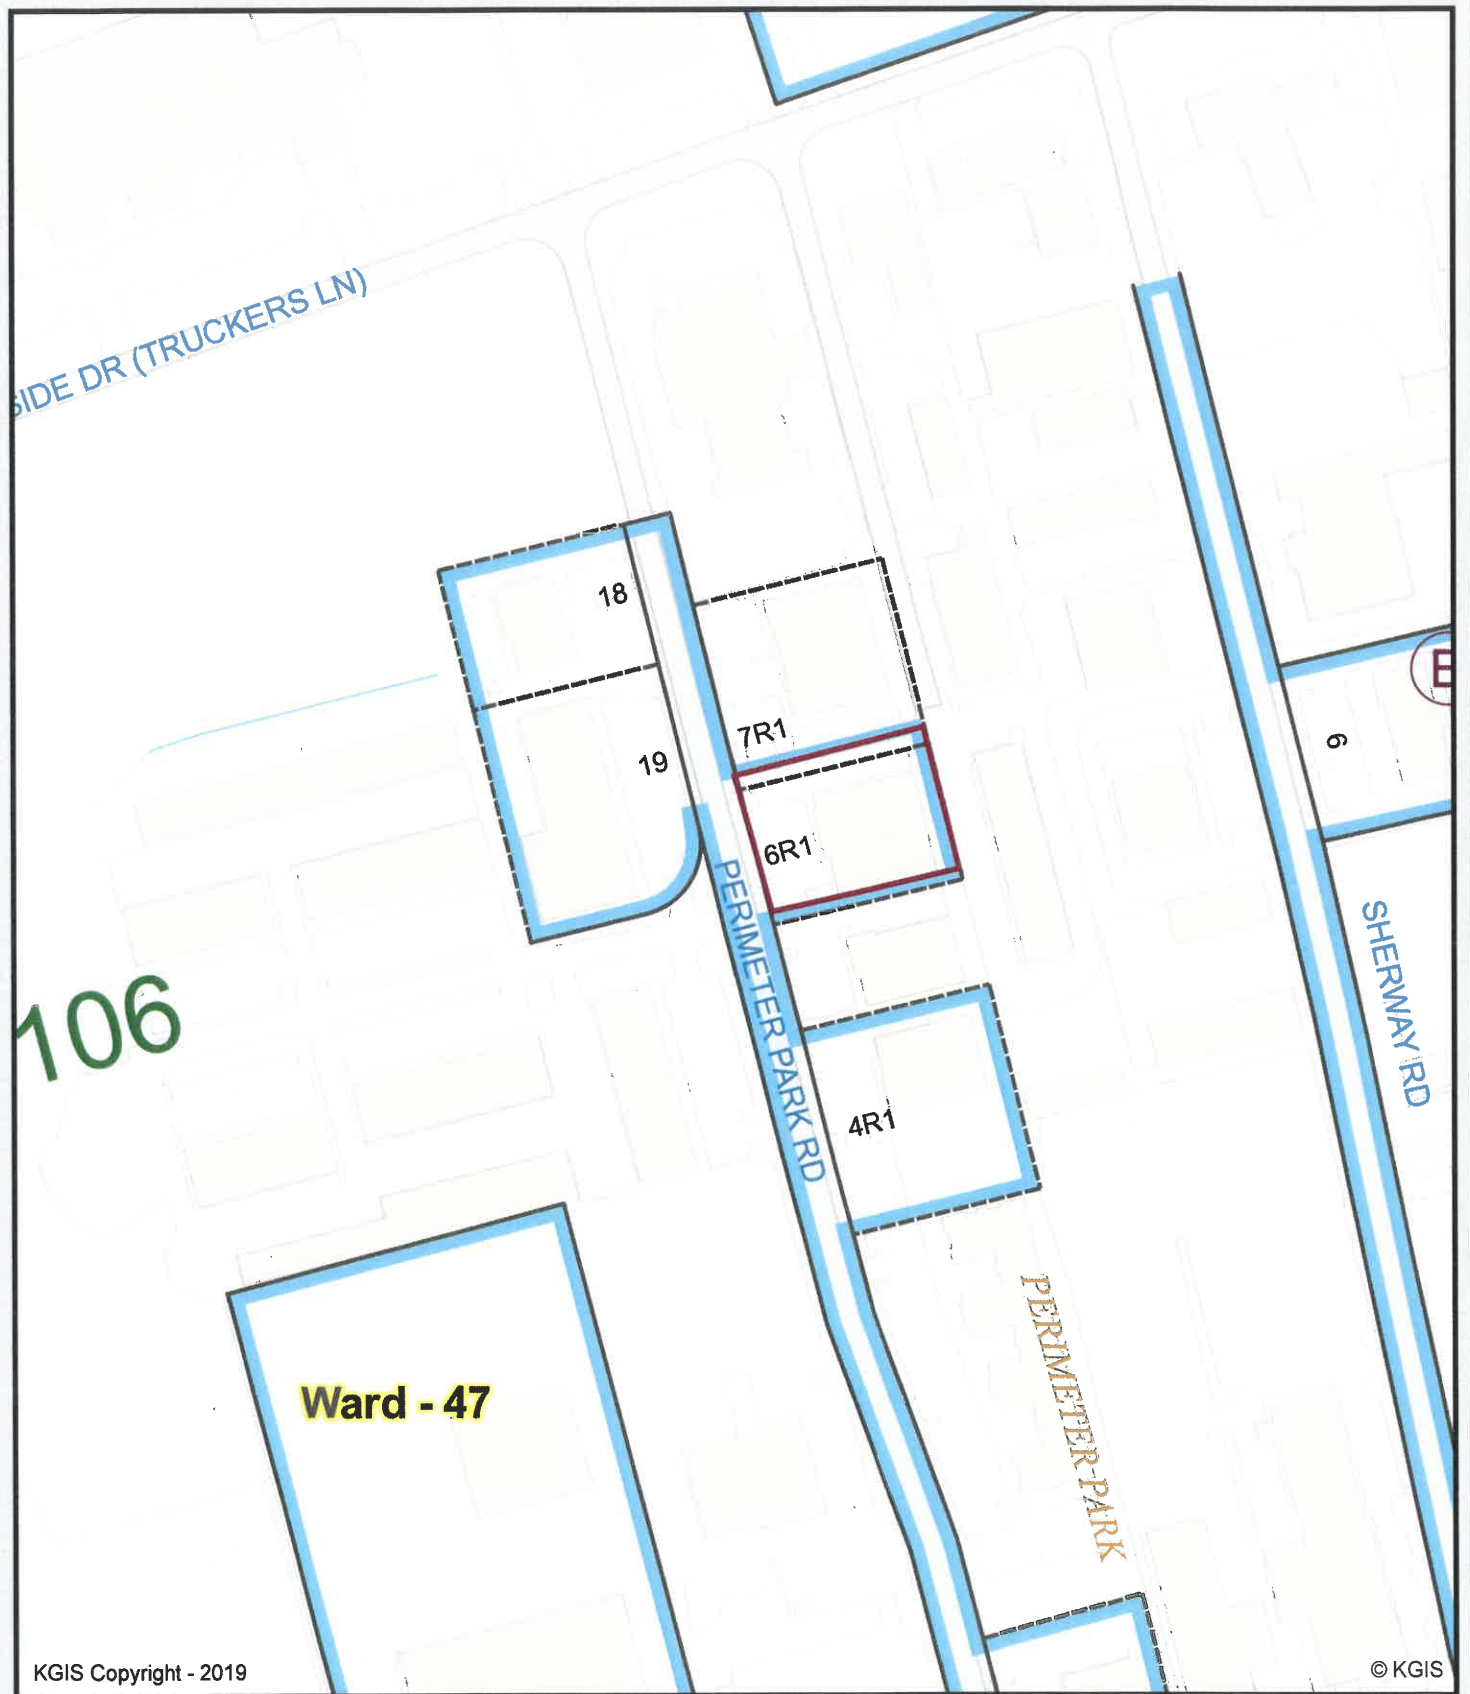 SIDE DR (TRUCKERS LN)
18
7R1
19
6
6R1
PERIMETER PARK RD
SHERWAY RD
106
4R1
PERIMETER PARK
Ward - 47
KGIS Copyright - 2019
© KGIS